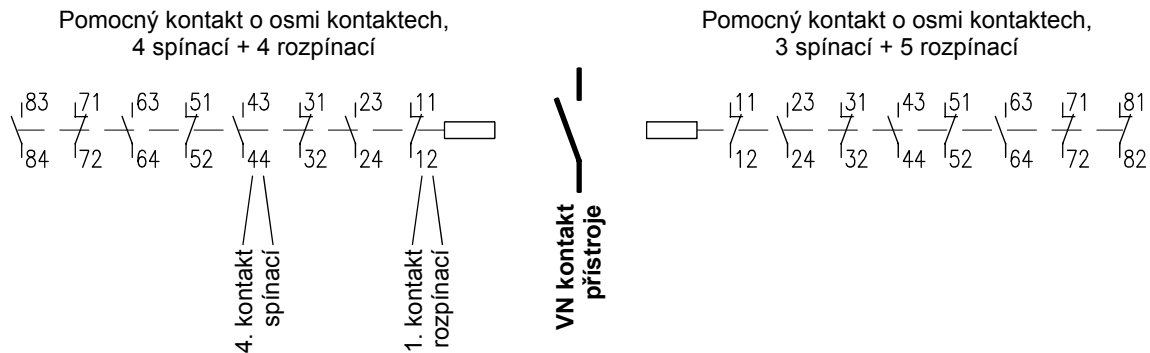 Pomocný kontakt o osmi kontaktech,
4 spínací + 4 rozpínací
83 71 63 51 43 31 23 11
84 72 64 52 44 32 24 12
4. kontakt
spínací
1. kontakt
rozpínací
VN kontakt
přístroje
Pomocný kontakt o osmi kontaktech,
3 spínací + 5 rozpínací
11 23 31 43 51 63 71 81
12 24 32 44 52 64 72 82